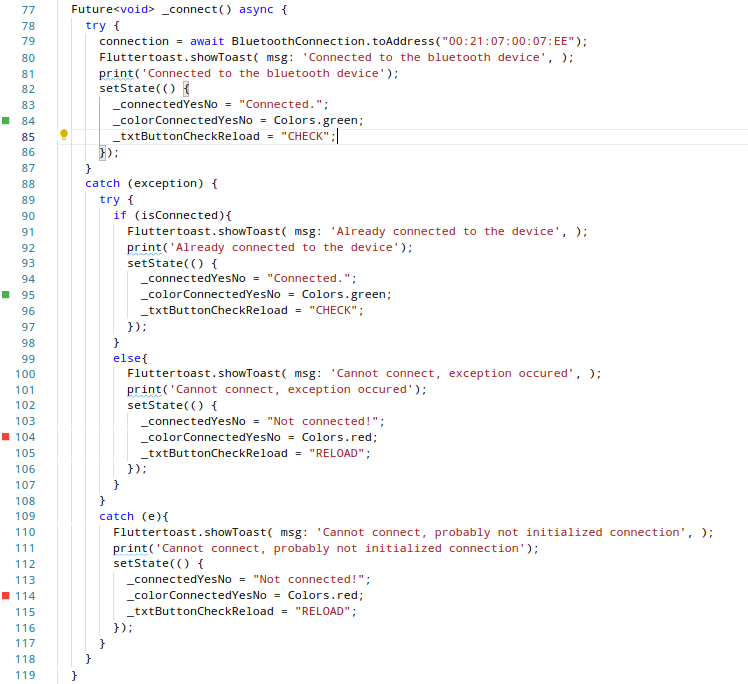 77 Future<void> _connect() async {
78 try {
79 connection = await BluetoothConnection.toAddress("00:21:07:00:07:EE");
80 Fluttertoast.showToast( msg: 'Connected to the bluetooth device', );
81 print('Connected to the bluetooth device');
82 setState(() {
83 _connectedYesNo = "Connected.";
84 _colorConnectedYesNo = Colors.green;
85 _txtButtonCheckReload = "CHECK";
86 });
87 }
88 catch (exception) {
89 try {
90 if (isConnected){
91 Fluttertoast.showToast( msg: 'Already connected to the device', );
92 print('Already connected to the device');
93 setState(() {
94 _connectedYesNo = "Connected.";
95 _colorConnectedYesNo = Colors.green;
96 _txtButtonCheckReload = "CHECK";
97 });
98 }
99 else{
100 Fluttertoast.showToast( msg: 'Cannot connect, exception occured', );
101 print('Cannot connect, exception occured');
102 setState(() {
103 _connectedYesNo = "Not connected!";
104 _colorConnectedYesNo = Colors.red;
105 _txtButtonCheckReload = "RELOAD";
106 });
107 }
108 }
109 catch (e){
110 Fluttertoast.showToast( msg: 'Cannot connect, probably not initialized connection', );
111 print('Cannot connect, probably not initialized connection');
112 setState(() {
113 _connectedYesNo = "Not connected!";
114 _colorConnectedYesNo = Colors.red;
115 _txtButtonCheckReload = "RELOAD";
116 });
117 }
118 }
119 }